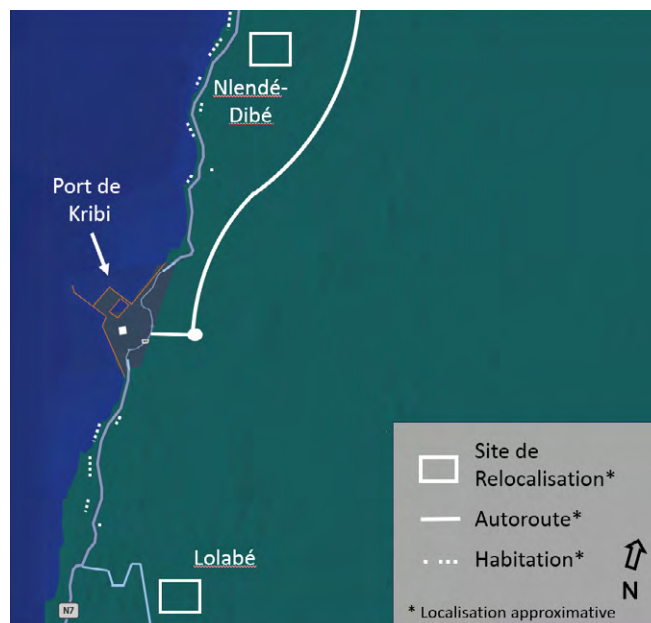 Nlendé-
Dibé
Port de
Kribi
Lolabé
N7
Site de
Relocalisation*
Autoroute*
Habitation*
N
* Localisation approximative